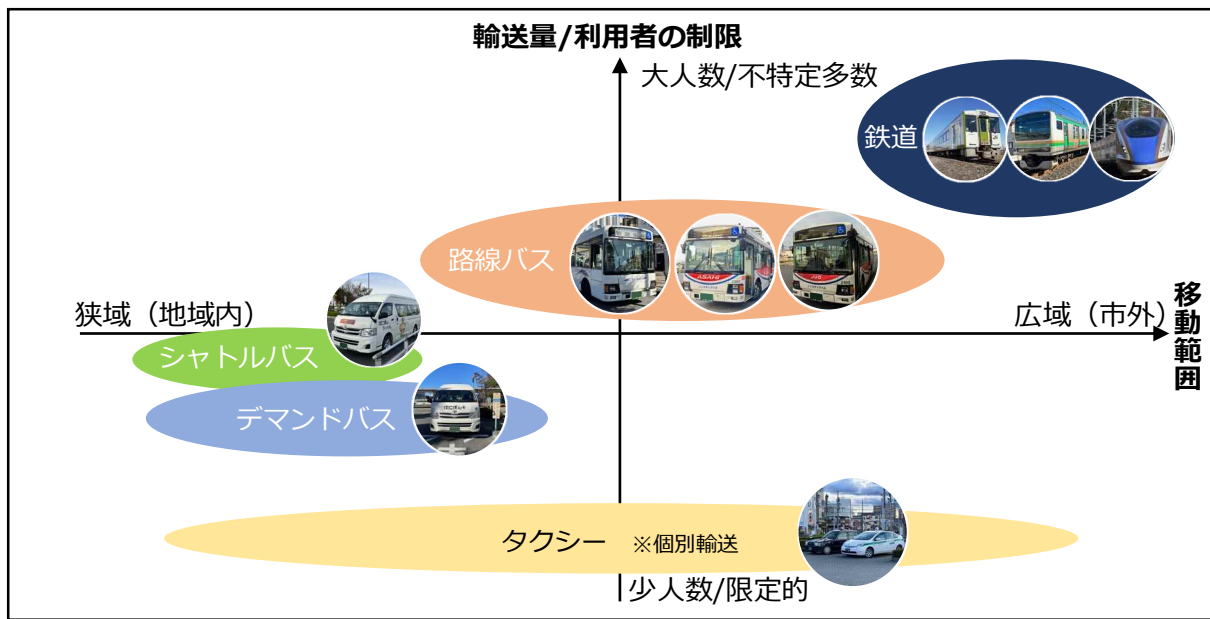 輸送量/利用者の制限
大人数/不特定多数
鉄道
路線バス
狭域（地域内）
広域（市外）
移動範囲
シャトルバス
デマンドバス
タクシー ※個別輸送
少人数/限定的
ASAHI